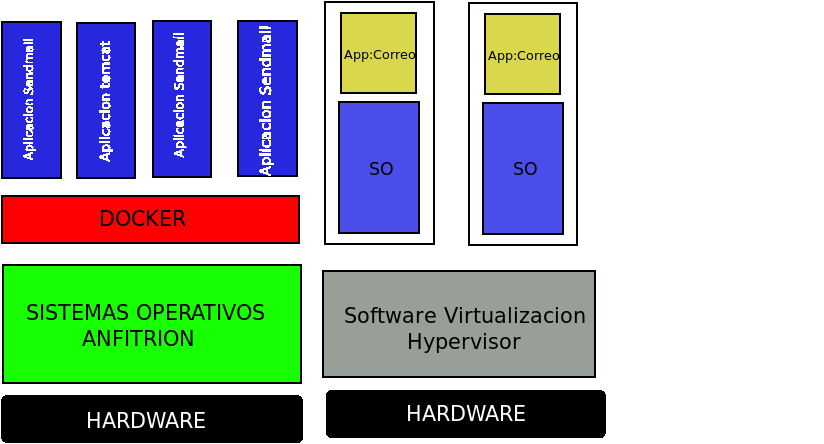 Aplicacion Sendmail
Aplicacion tomcat
Aplicacion Sendmail
Aplicacion Sendmail
DOCKER
SISTEMAS OPERATIVOS
ANFITRION
HARDWARE
App:Correo
SO
App:Correo
SO
Software Virtualizacion
Hypervisor
HARDWARE